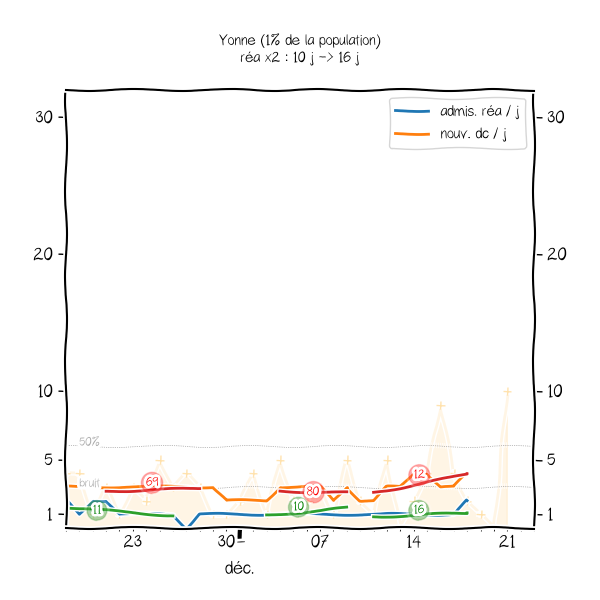 Yonne (1% de la population)
réa x2 : 10 j -> 16 j
admis. réa / j
nouv. dc / j
30 30
20 20
10 10
50%
5 5
69 12
bruit 80
11 10 16
1 1
23 30 07 14 21
déc.